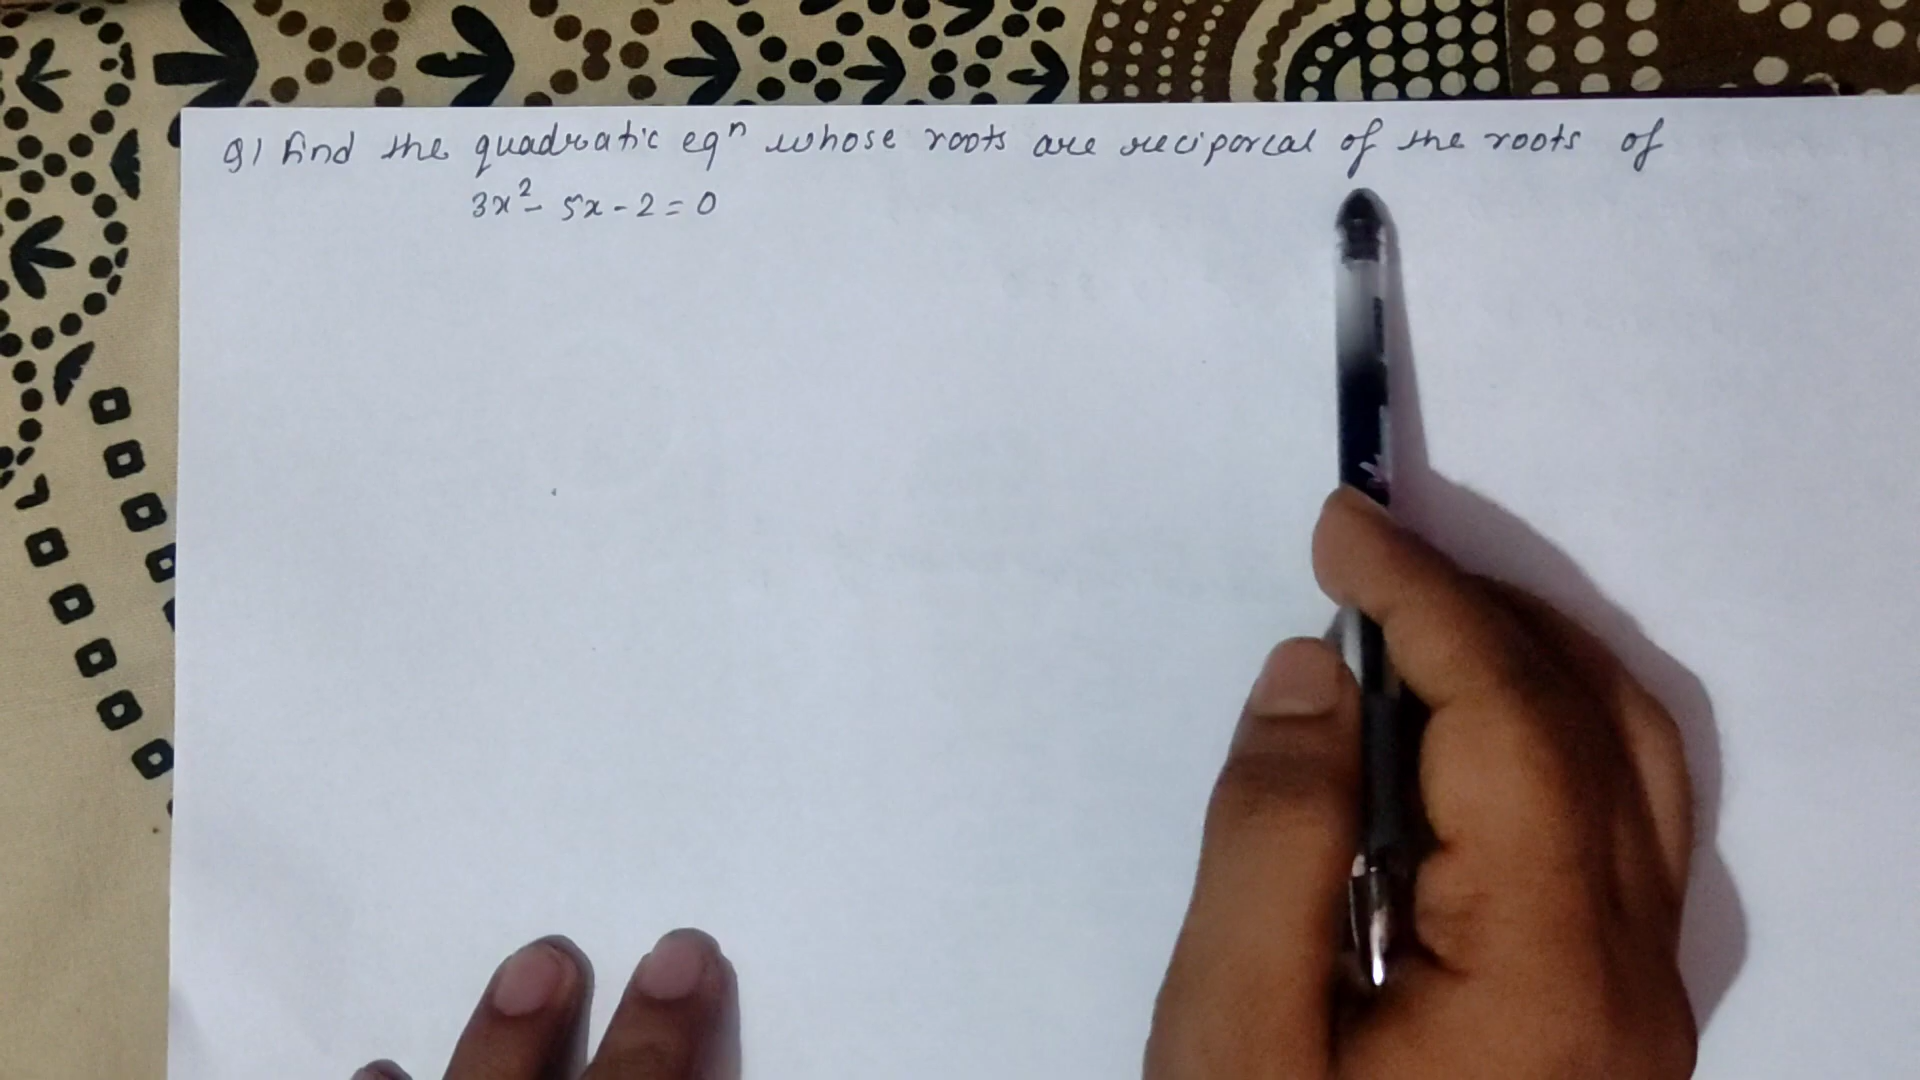 Q) find the quadratic eqⁿ whose roots are reciporcal of the roots of
3x² - 5x - 2 = 0